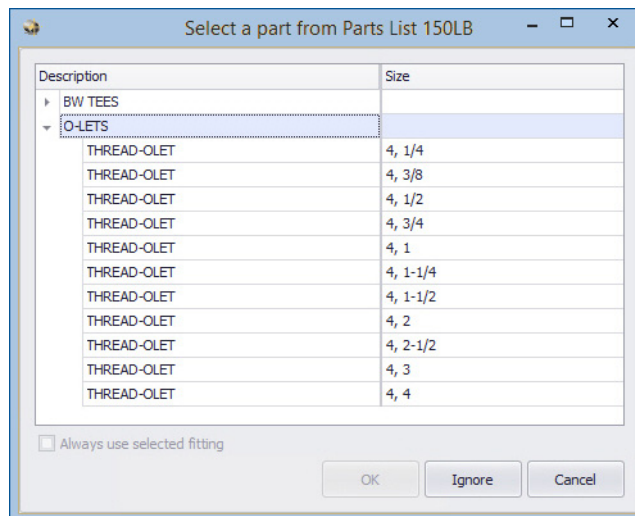 Select a part from Parts List 150LB
Description Size
BW TEES
O-LETS
THREAD-OLET 4, 1/4
THREAD-OLET 4, 3/8
THREAD-OLET 4, 1/2
THREAD-OLET 4, 3/4
THREAD-OLET 4, 1
THREAD-OLET 4, 1-1/4
THREAD-OLET 4, 1-1/2
THREAD-OLET 4, 2
THREAD-OLET 4, 2-1/2
THREAD-OLET 4, 3
THREAD-OLET 4, 4
Always use selected fitting
OK Ignore Cancel